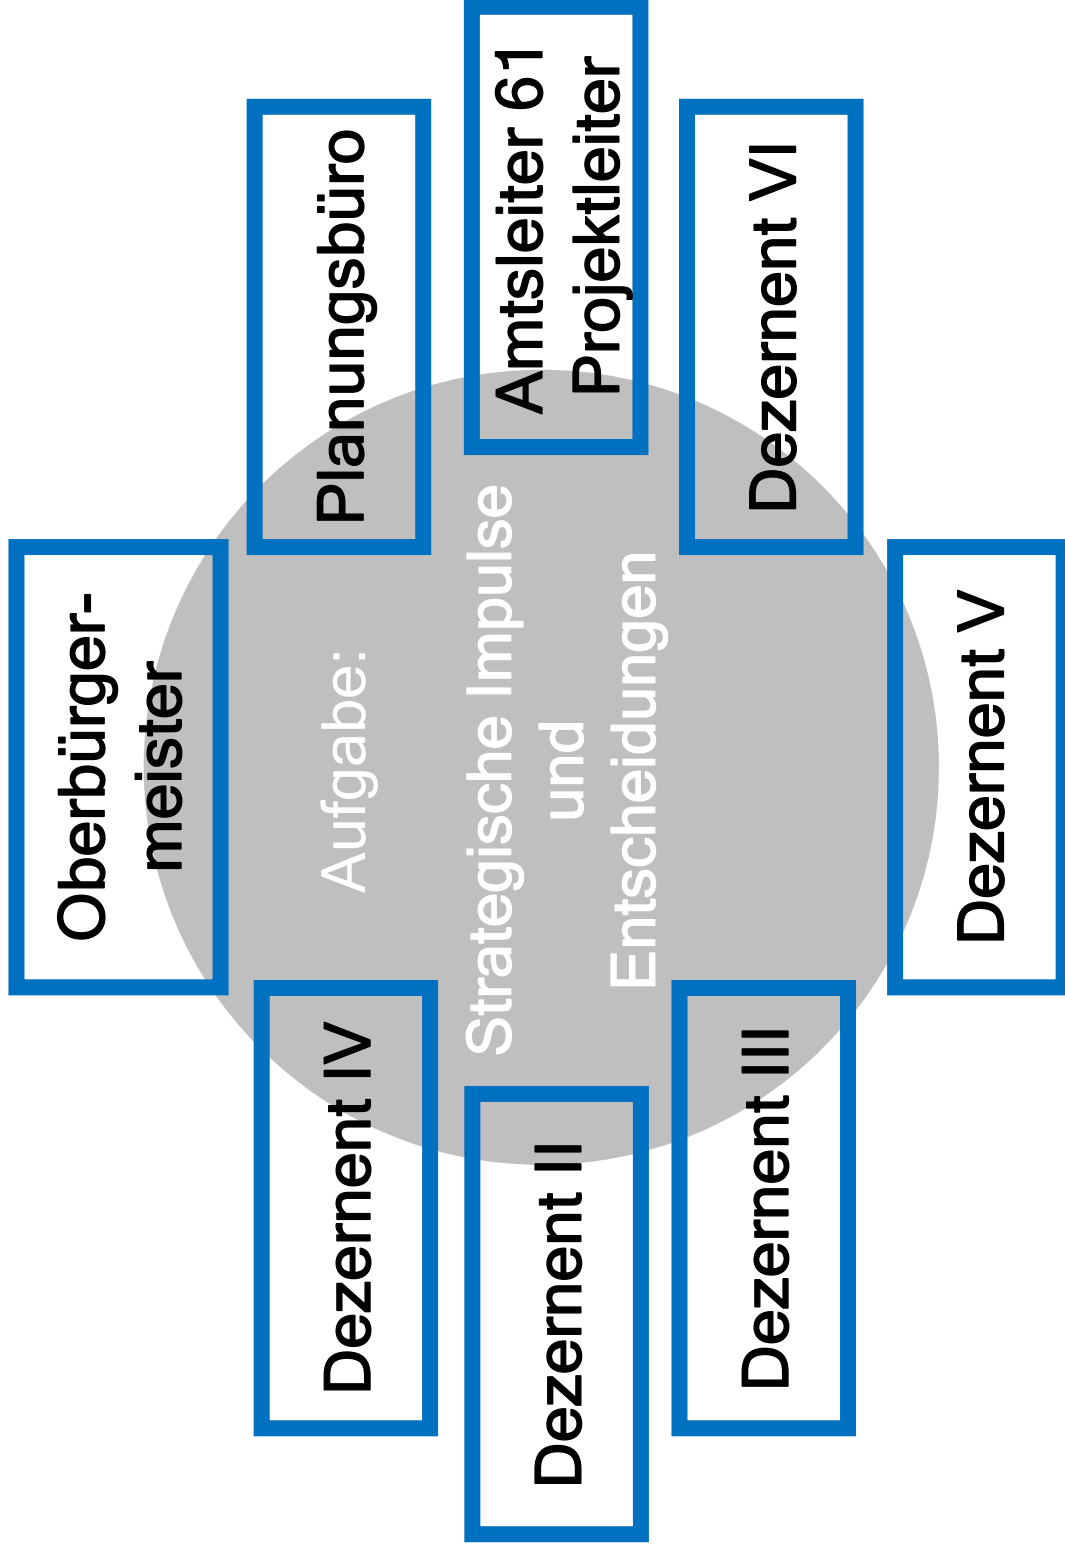 Oberbürger-
meister
Dezernent IV
Planungsbüro
Aufgabe:
Strategische Impulse
und
Entscheidungen
Dezernent II
Amtsleiter 61
Projektleiter
Dezernent III
Dezernent VI
Dezernent V